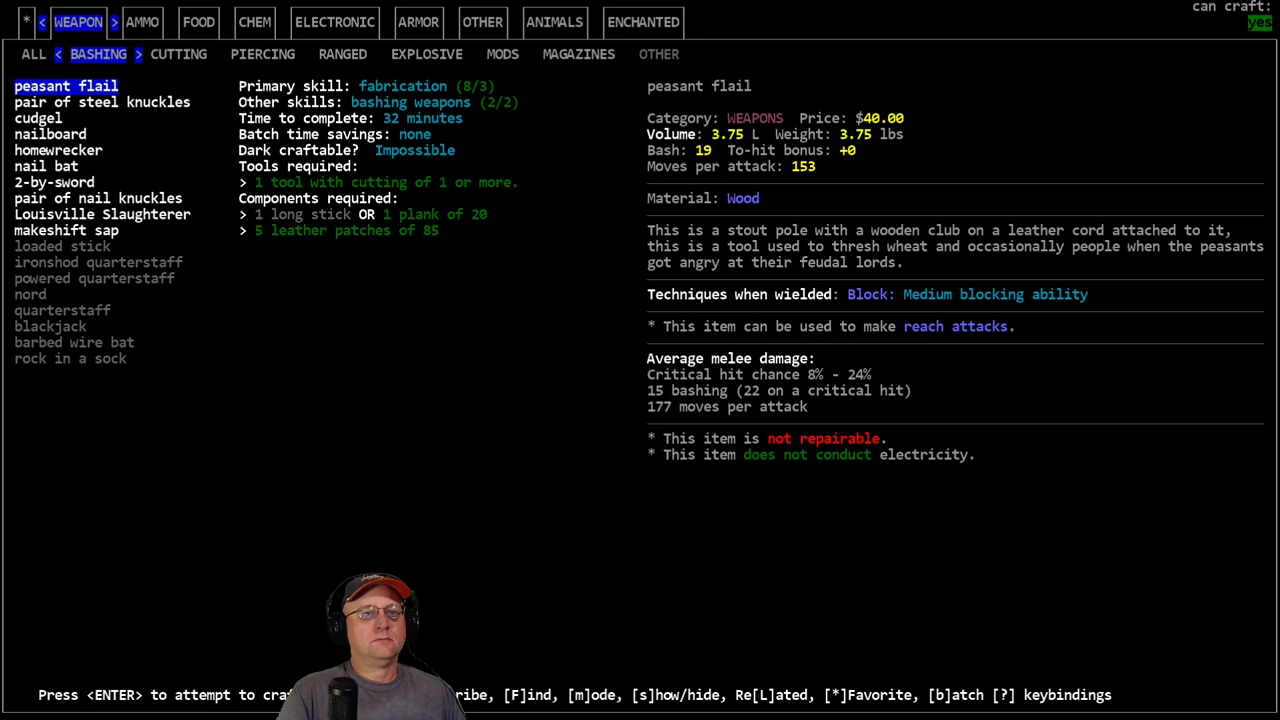 can craft:
* < WEAPON > AMMO FOOD CHEM ELECTRONIC ARMOR OTHER ANIMALS ENCHANTED yes
ALL < BASHING > CUTTING PIERCING RANGED EXPLOSIVE MODS MAGAZINES OTHER
peasant flail
pair of steel knuckles
cudgel
nailboard
homewrecker
nail bat
2-by-sword
pair of nail knuckles
Louisville Slaughterer
makeshift sap
loaded stick
ironshod quarterstaff
powered quarterstaff
nord
quarterstaff
blackjack
barbed wire bat
rock in a sock
Primary skill: fabrication (8/3)
Other skills: bashing weapons (2/2)
Time to complete: 32 minutes
Batch time savings: none
Dark craftable? Impossible
Tools required:
> 1 tool with cutting of 1 or more.
Components required:
> 1 long stick OR 1 plank of 20
> 5 leather patches of 85
peasant flail
Category: WEAPONS Price: $40.00
Volume: 3.75 L Weight: 3.75 lbs
Bash: 19 To-hit bonus: +0
Moves per attack: 153
Material: Wood
This is a stout pole with a wooden club on a leather cord attached to it,
this is a tool used to thresh wheat and occasionally people when the peasants
got angry at their feudal lords.
Techniques when wielded: Block: Medium blocking ability
* This item can be used to make reach attacks.
Average melee damage:
Critical hit chance 8% - 24%
15 bashing (22 on a critical hit)
177 moves per attack
* This item is not repairable.
* This item does not conduct electricity.
Press <ENTER> to attempt to cra ribe, [F]ind, [m]ode, [s]how/hide, Re[L]ated, [*]Favorite, [b]atch [?] keybindings